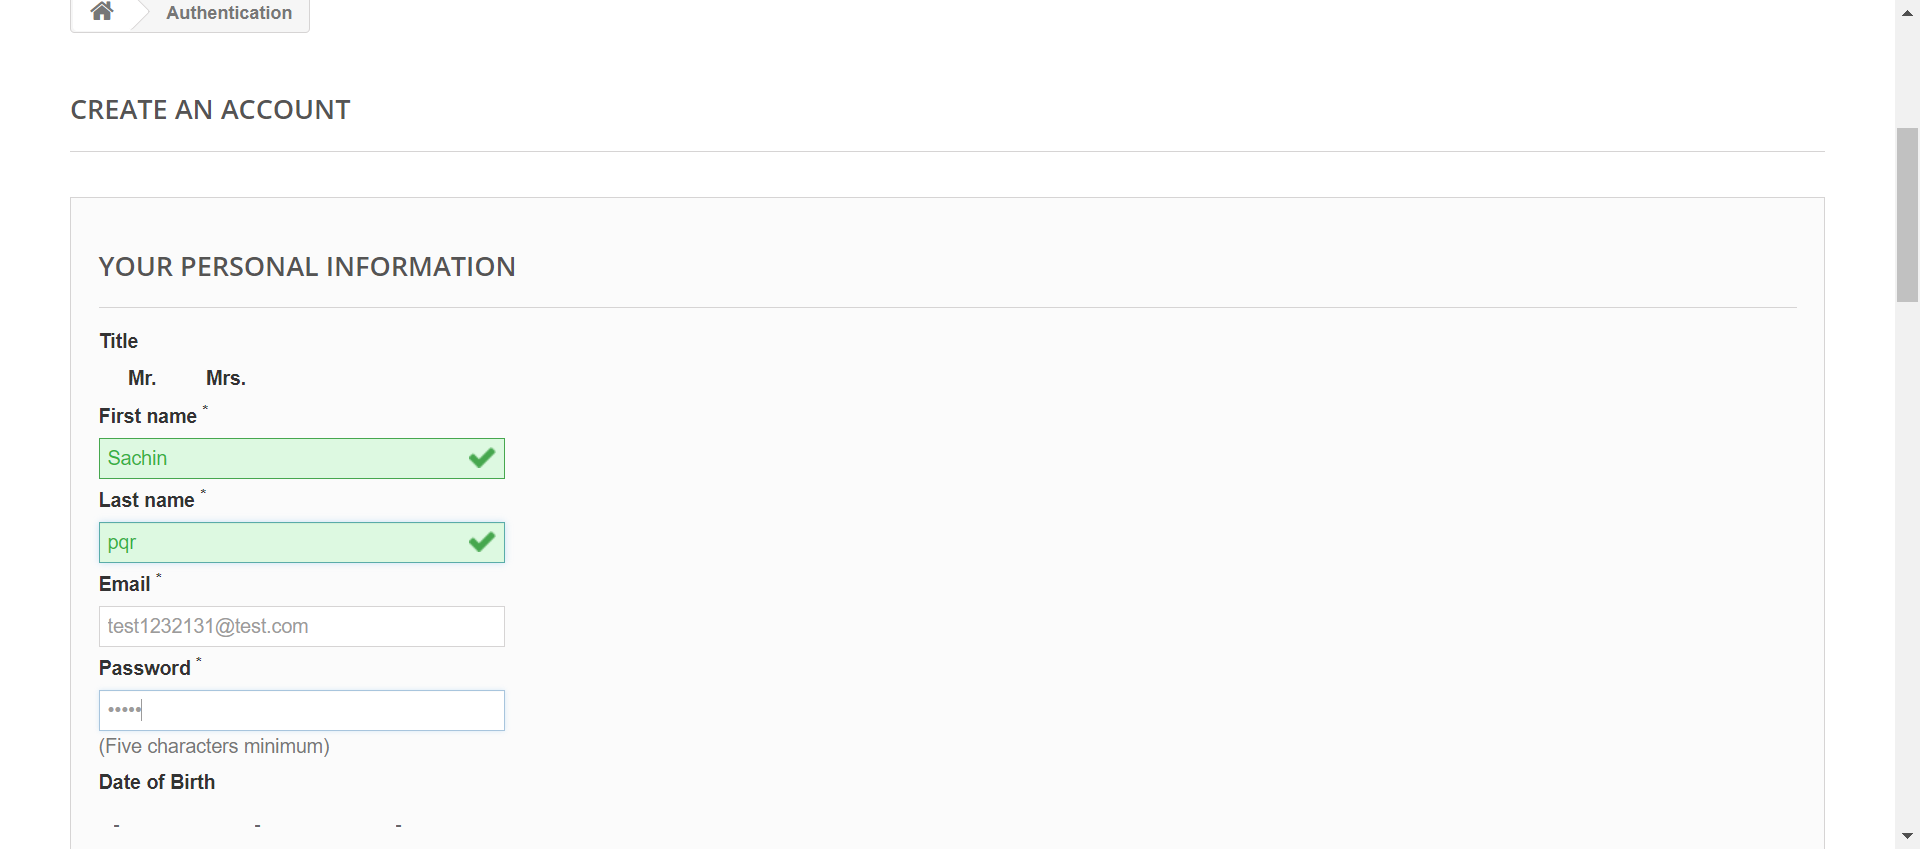 Authentication
CREATE AN ACCOUNT
YOUR PERSONAL INFORMATION
Title
Mr. Mrs.
First name *
Sachin
Last name *
pqr
Email *
test1232131@test.com
Password *
•••••
(Five characters minimum)
Date of Birth
- - -